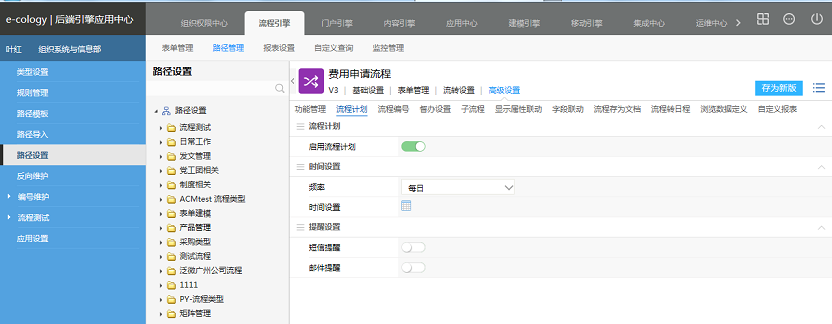 e-cology | 后端引擎应用中心
组织权限中心 流程引擎 门户引擎 内容引擎 应用中心 建模引擎 移动引擎 集成中心 运维中心
叶红 组织系统与信息部
表单管理 路径管理 报表设置 自定义查询 监控管理
类型设置
规则管理
路径模板
路径导入
路径设置
反向维护
编号维护
流程测试
应用设置
路径设置
路径设置
流程测试
日常工作
发文管理
党工团相关
制度相关
ACMtest 流程类型
表单建模
产品管理
采购类型
测试流程
泛微广州公司流程
1111
PY-流程类型
矩阵管理
费用申请流程
V3 | 基础设置 | 表单管理 | 流转设置 | 高级设置
存为新版
功能管理 流程计划 流程编号 督办设置 子流程 显示属性联动 字段联动 流程存为文档 流程转日程 浏览数据定义 自定义报表
流程计划
启用流程计划
时间设置
频率 每日
时间设置
提醒设置
短信提醒
邮件提醒